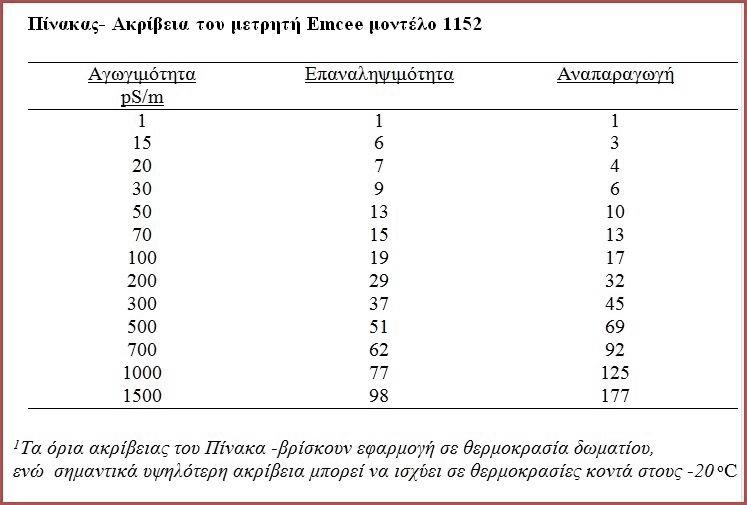 Πίνακας- Ακρίβεια του μετρητή Emcee μοντέλο 1152
Αγωγιμότητα Επαναληψιμότητα Αναπαραγωγή
pS/m
1 1 1
15 6 3
20 7 4
30 9 6
50 13 10
70 15 13
100 19 17
200 29 32
300 37 45
500 51 69
700 62 92
1000 77 125
1500 98 177
¹Τα όρια ακρίβειας του Πίνακα -βρίσκουν εφαρμογή σε θερμοκρασία δωματίου,
ενώ σημαντικά υψηλότερη ακρίβεια μπορεί να ισχύει σε θερμοκρασίες κοντά στους -20 °C